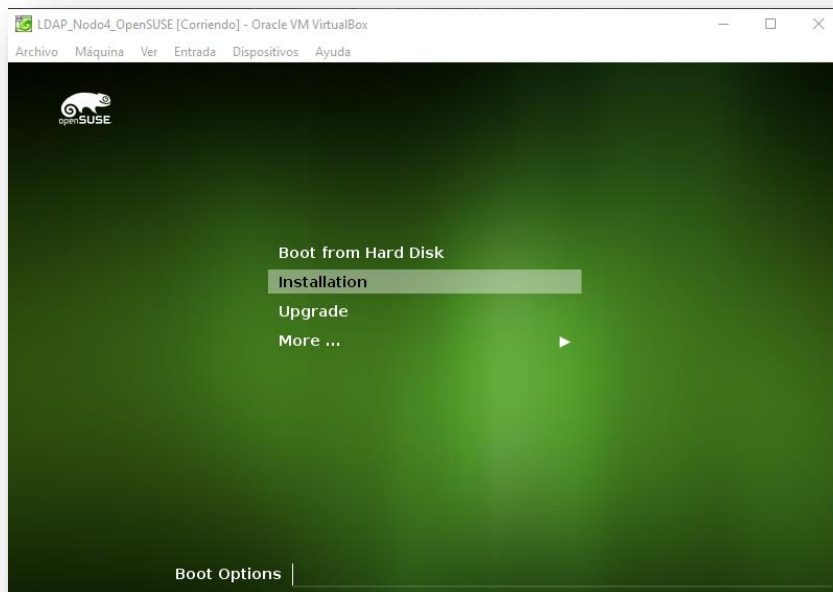 LDAP_Nodo4_OpenSUSE [Corriendo] - Oracle VM VirtualBox
Archivo Máquina Ver Entrada Dispositivos Ayuda
openSUSE
Boot from Hard Disk
Installation
Upgrade
More ...
Boot Options